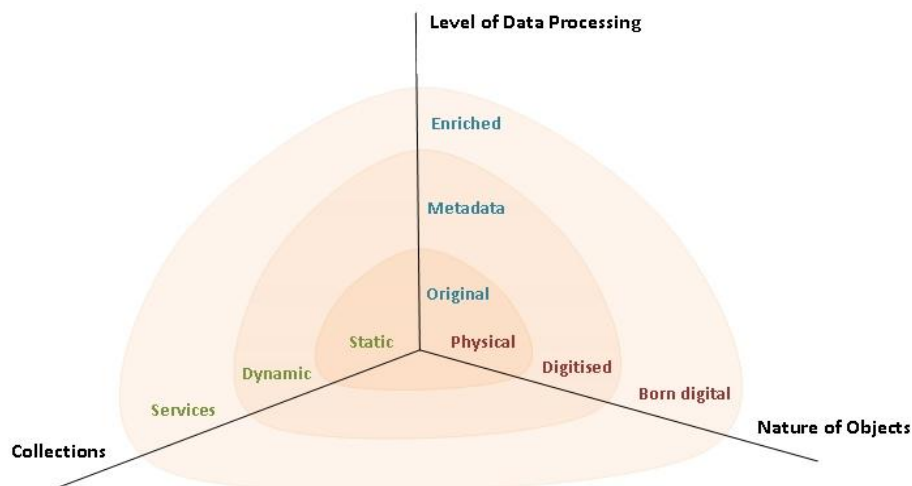 Level of Data Processing
Enriched
Metadata
Original
Static Physical
Dynamic Digitised
Services Born digital
Nature of Objects
Collections